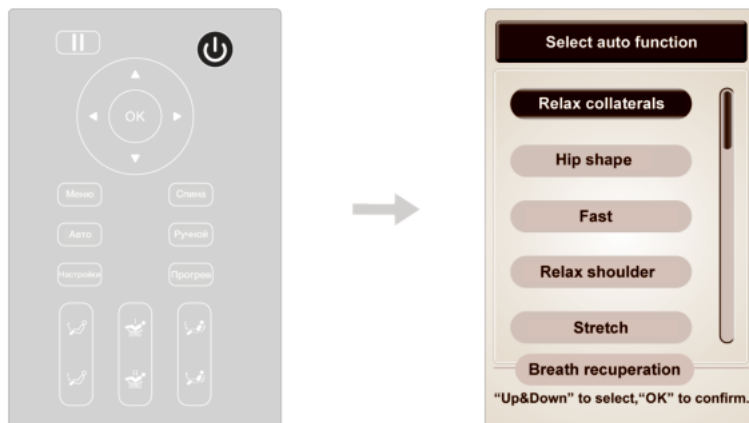 OK
Меню
Спина
Авто
Ручной
Настройки
Прогрев
Select auto function
Relax collaterals
Hip shape
Fast
Relax shoulder
Stretch
Breath recuperation
“Up&Down” to select,“OK” to confirm.